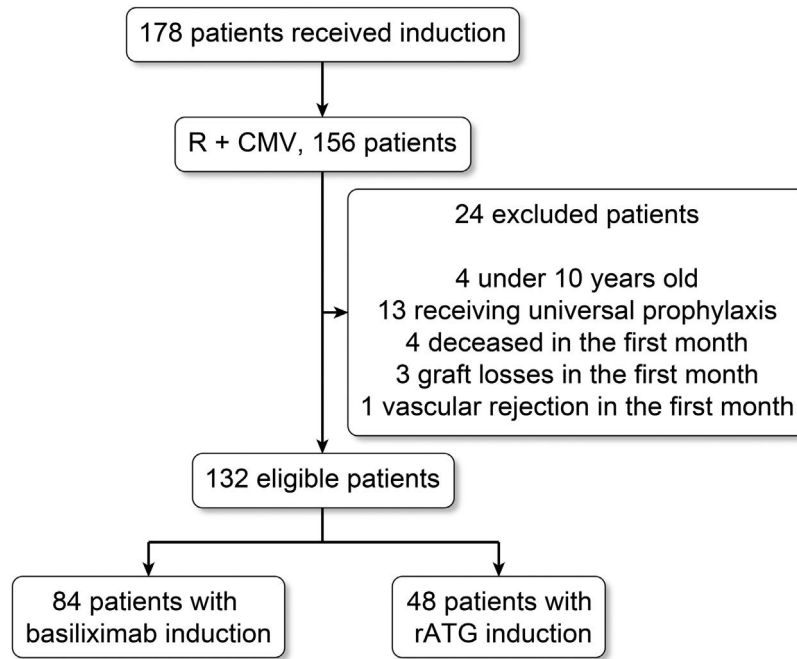 178 patients received induction
R + CMV, 156 patients
24 excluded patients
4 under 10 years old
13 receiving universal prophylaxis
4 deceased in the first month
3 graft losses in the first month
1 vascular rejection in the first month
132 eligible patients
84 patients with
basiliximab induction
48 patients with
rATG induction